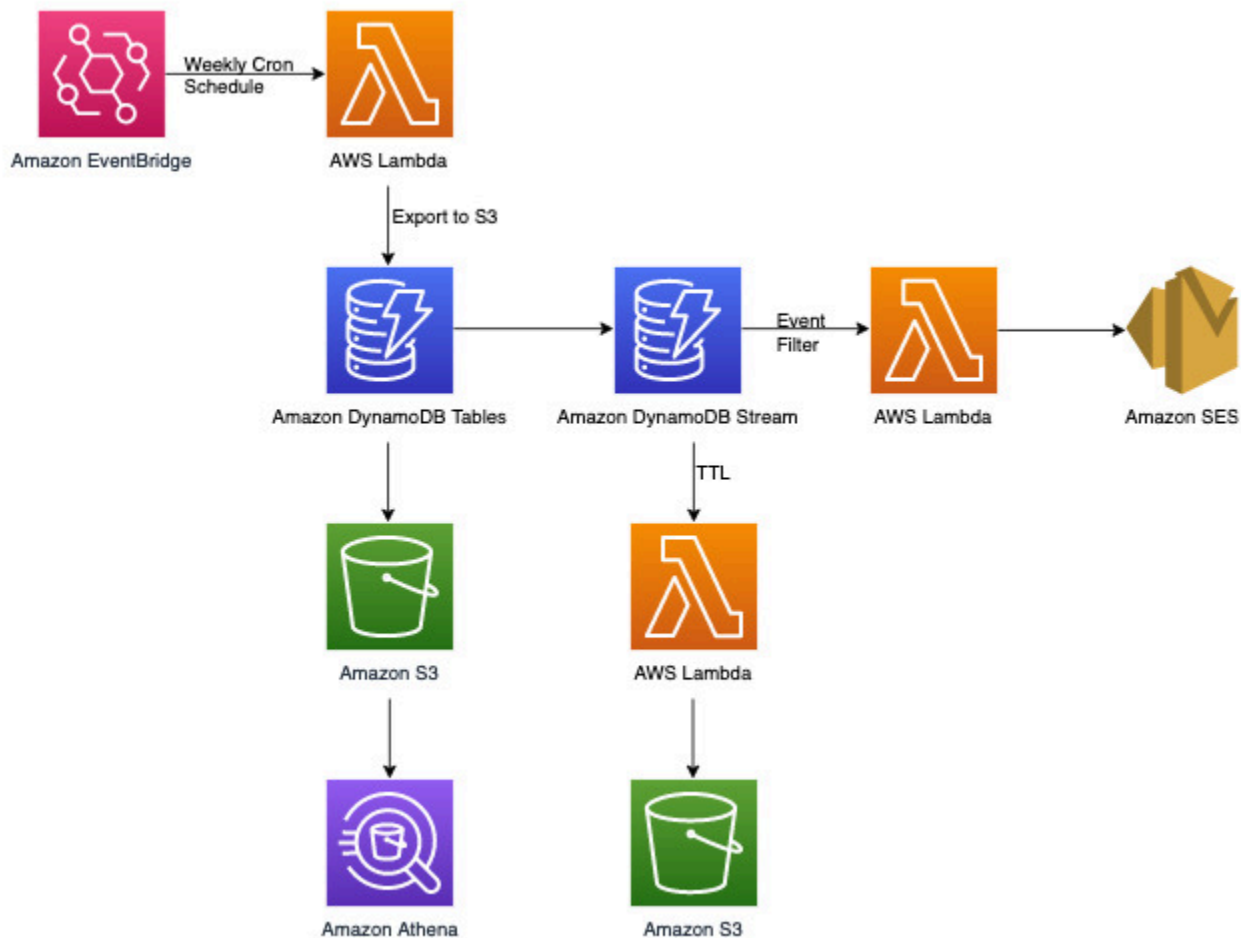 Weekly Cron
Schedule
Amazon EventBridge
AWS Lambda
Export to S3
Event
Filter
Amazon DynamoDB Tables
Amazon DynamoDB Stream
AWS Lambda
Amazon SES
TTL
Amazon S3
AWS Lambda
Amazon Athena
Amazon S3